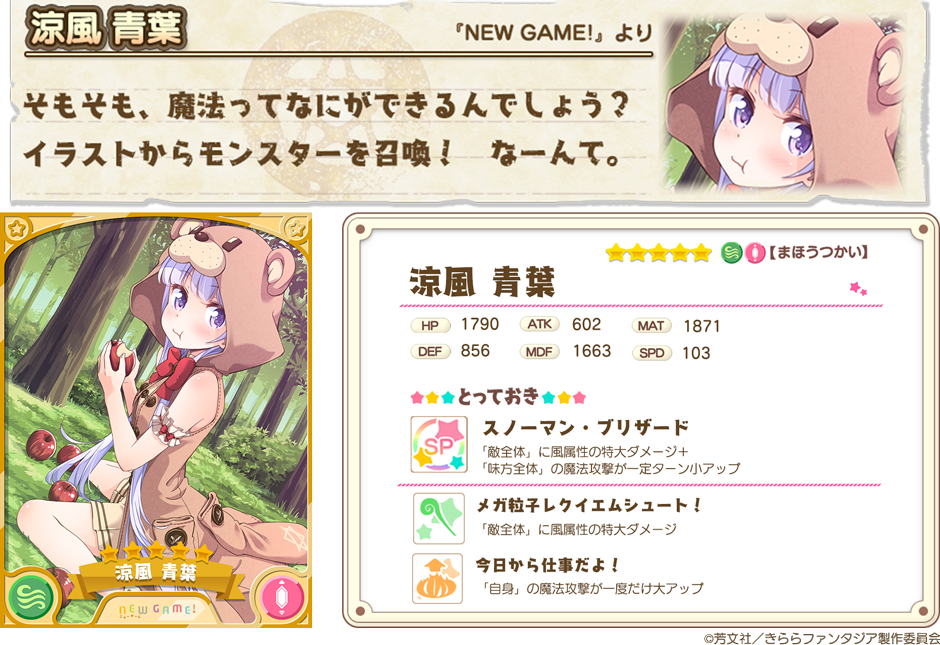 涼風 青葉
『NEW GAME!』より
そもそも、魔法ってなにができるんでしょう？
イラストからモンスターを召喚！　なーんて。
涼風 青葉
NEW GAME!
【まほうつかい】
涼風 青葉
HP 1790 ATK 602 MAT 1871
DEF 856 MDF 1663 SPD 103
とっておき
SP
スノーマン・ブリザード
「敵全体」に風属性の特大ダメージ＋
「味方全体」の魔法攻撃が一定ターン小アップ
メガ粒子レクイエムシュート！
「敵全体」に風属性の特大ダメージ
今日から仕事だよ！
「自身」の魔法攻撃が一度だけ大アップ
©芳文社／きららファンタジア製作委員会